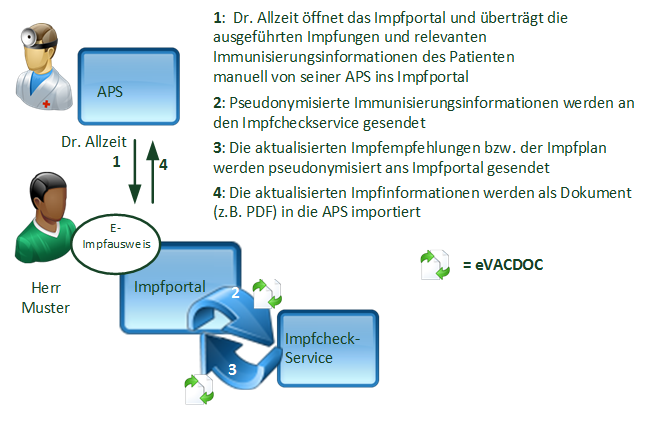 1:  Dr. Allzeit öffnet das Impfportal und überträgt die
ausgeführten Impfungen und relevanten
Immunisierungsinformationen des Patienten
manuell von seiner APS ins Impfportal
2: Pseudonymisierte Immunisierungsinformationen werden an
den Impfcheckservice gesendet
3: Die aktualisierten Impfempfehlungen bzw. der Impfplan
werden pseudonymisiert ans Impfportal gesendet
4: Die aktualisierten Impfinformationen werden als Dokument
(z.B. PDF) in die APS importiert
APS
Dr. Allzeit
1
4
E-
Impfausweis
Herr
Muster
Impfportal
2
3
Impfcheck-
Service
= eVACDOC